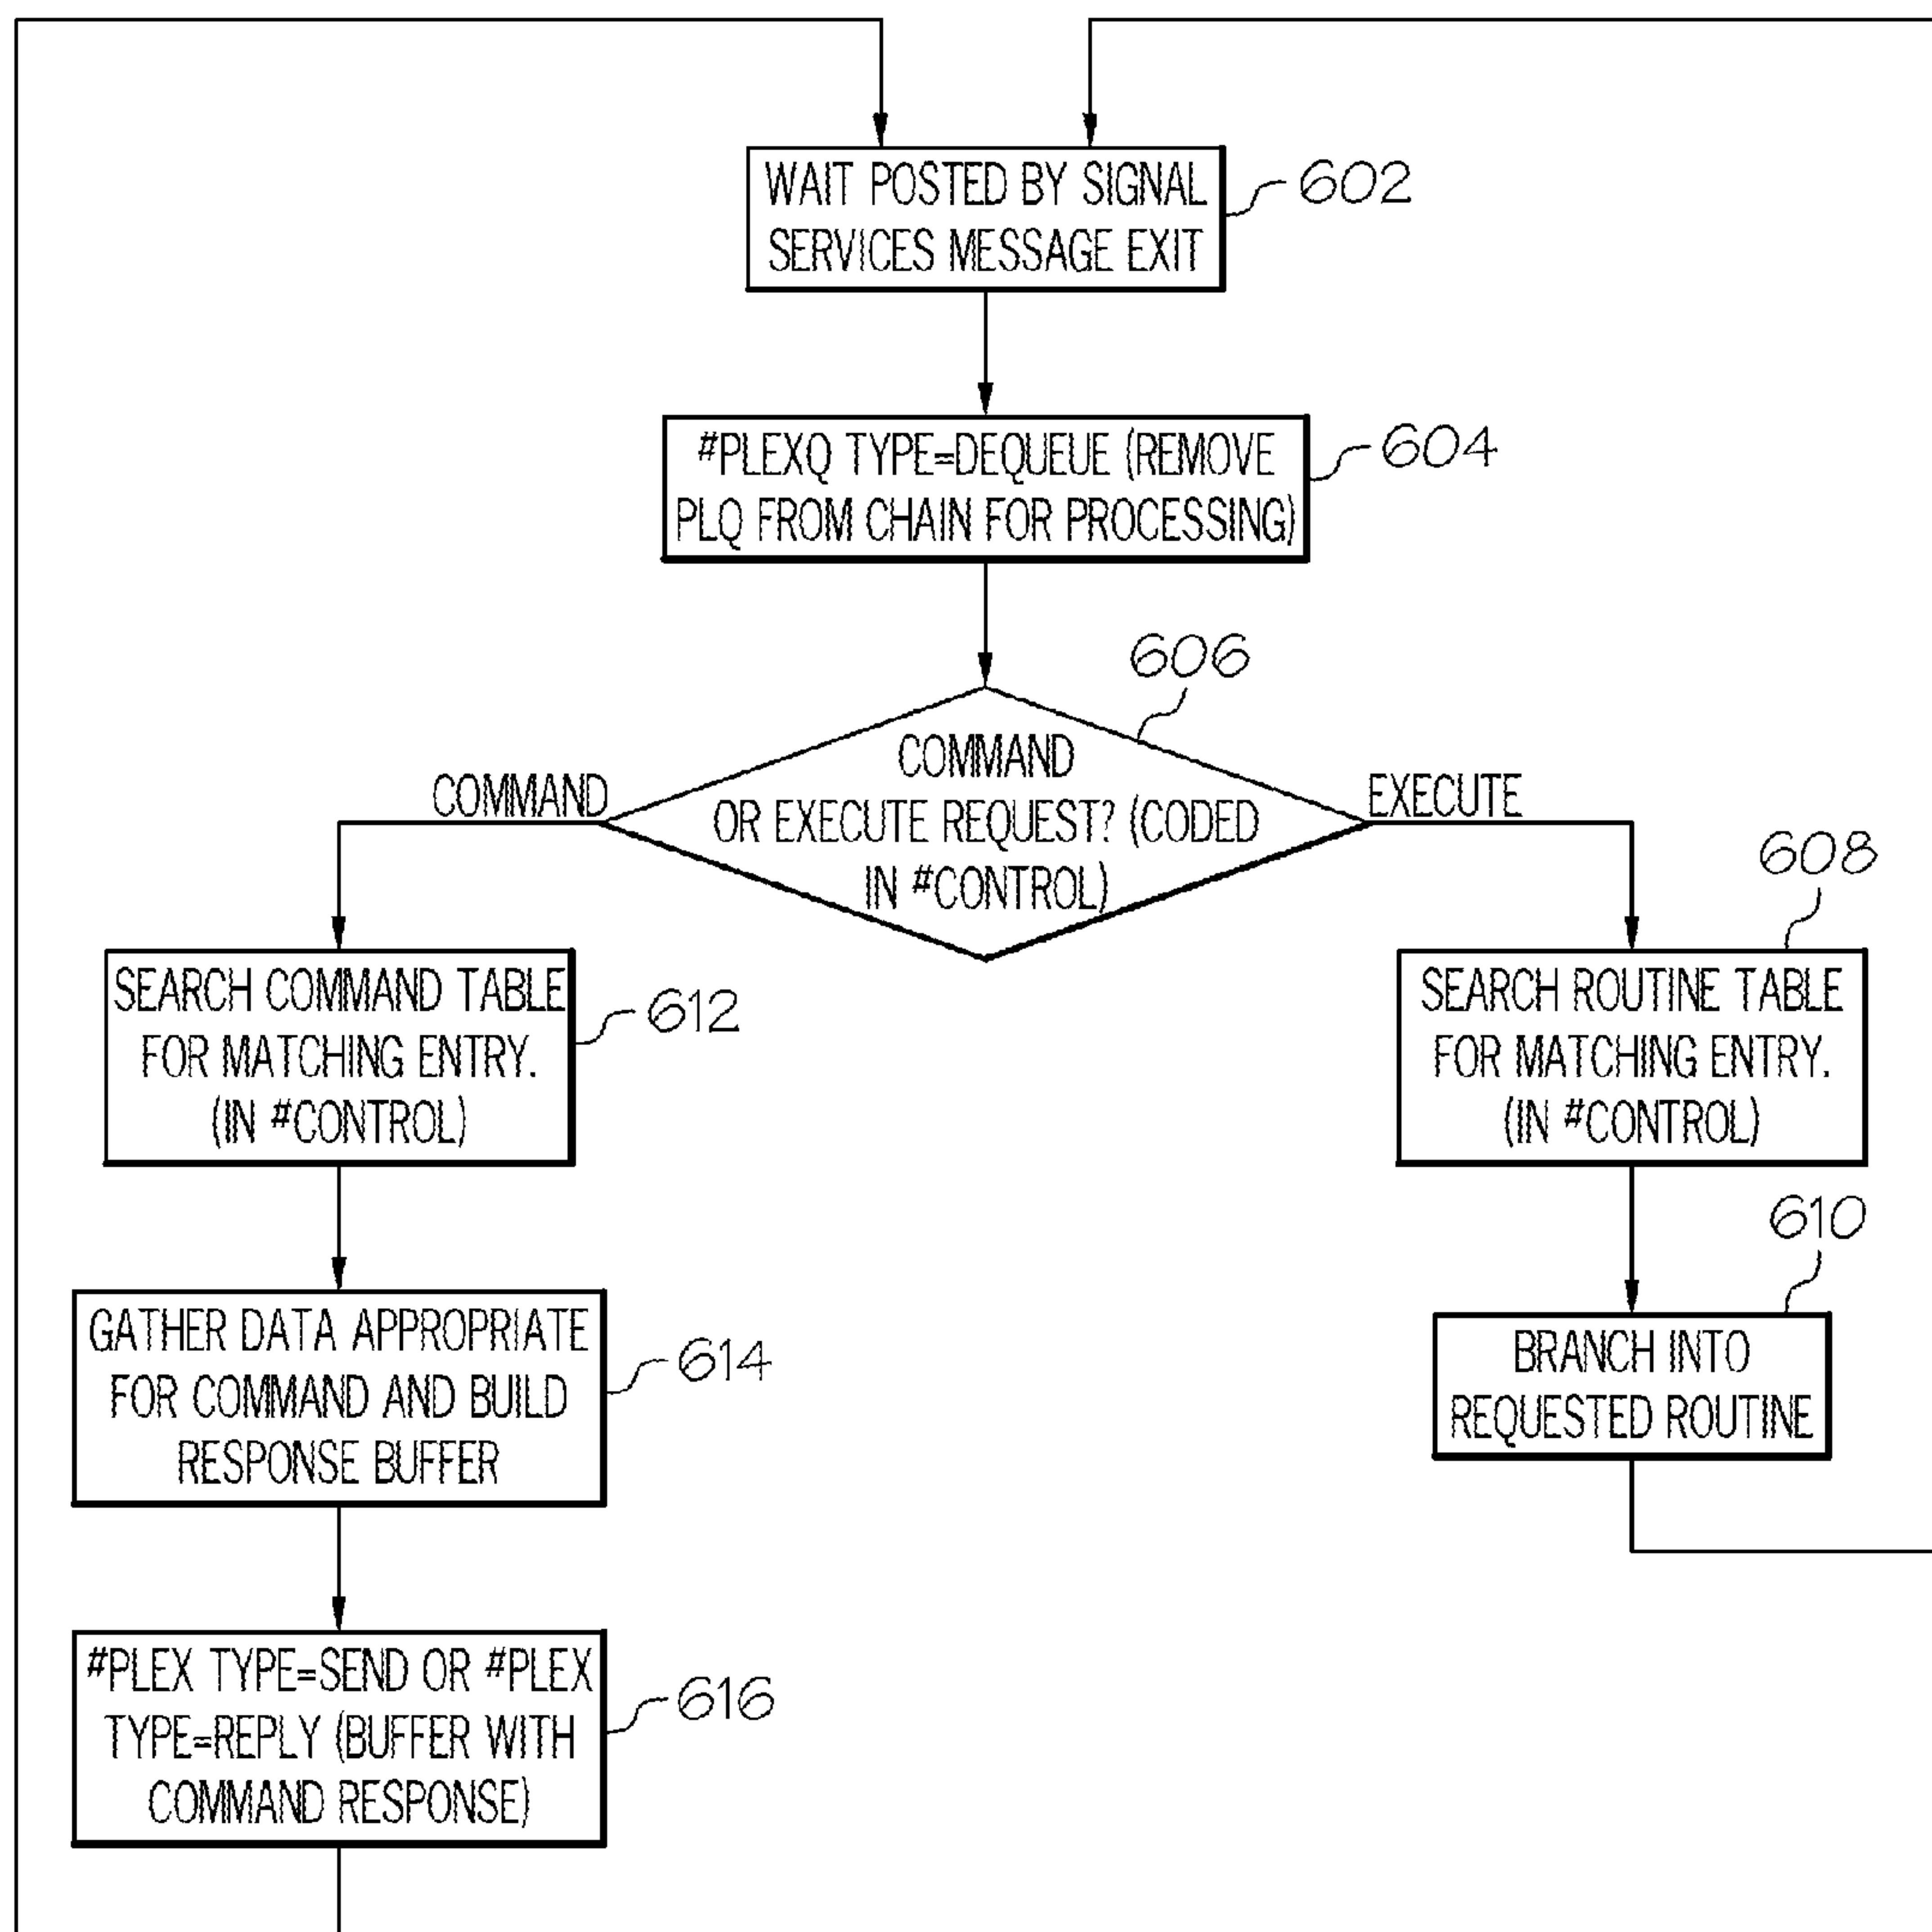 WAIT POSTED BY SIGNAL
SERVICES MESSAGE EXIT
602
#PLEXQ TYPE=DEQUEUE (REMOVE
PLQ FROM CHAIN FOR PROCESSING)
604
606
COMMAND
OR EXECUTE REQUEST? (CODED
IN #CONTROL)
COMMAND
EXECUTE
608
SEARCH COMMAND TABLE
FOR MATCHING ENTRY.
(IN #CONTROL)
612
SEARCH ROUTINE TABLE
FOR MATCHING ENTRY.
(IN #CONTROL)
610
GATHER DATA APPROPRIATE
FOR COMMAND AND BUILD
RESPONSE BUFFER
614
BRANCH INTO
REQUESTED ROUTINE
#PLEX TYPE=SEND OR #PLEX
TYPE=REPLY (BUFFER WITH
COMMAND RESPONSE)
616